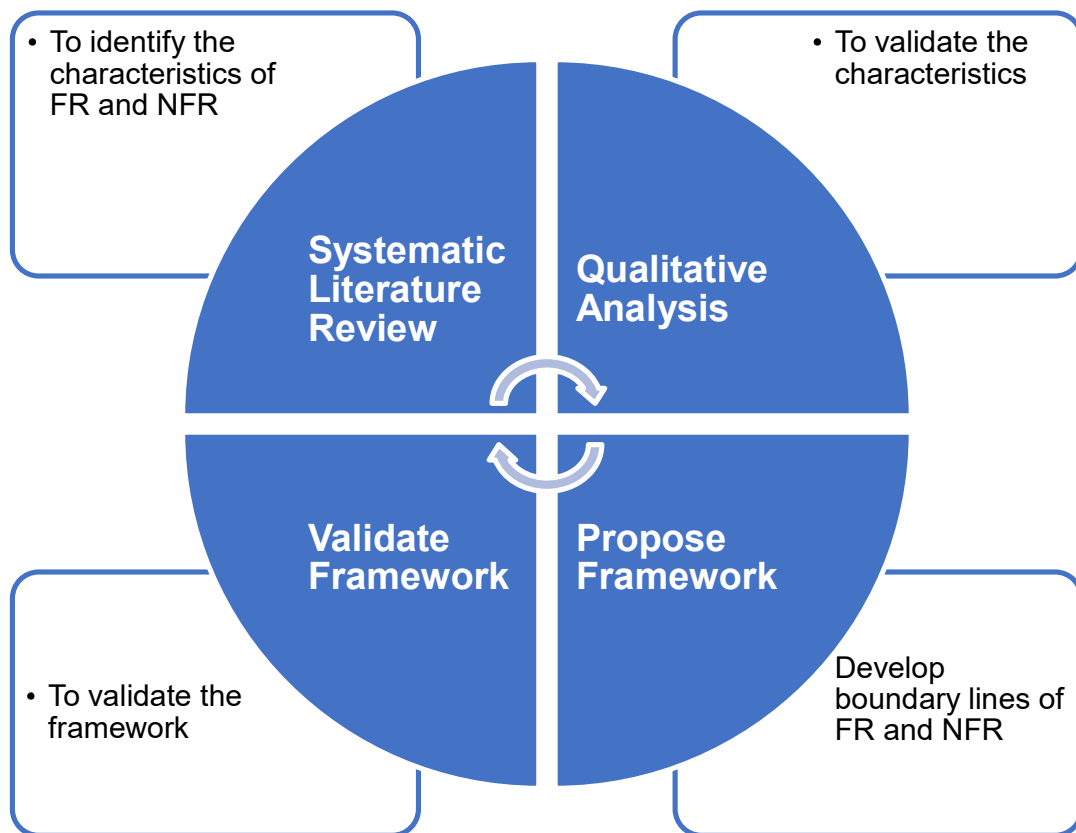 • To identify the
characteristics of
FR and NFR
• To validate the
characteristics
Systematic
Literature
Review
Qualitative
Analysis
Validate
Framework
Propose
Framework
• To validate the
framework
Develop
boundary lines of
FR and NFR